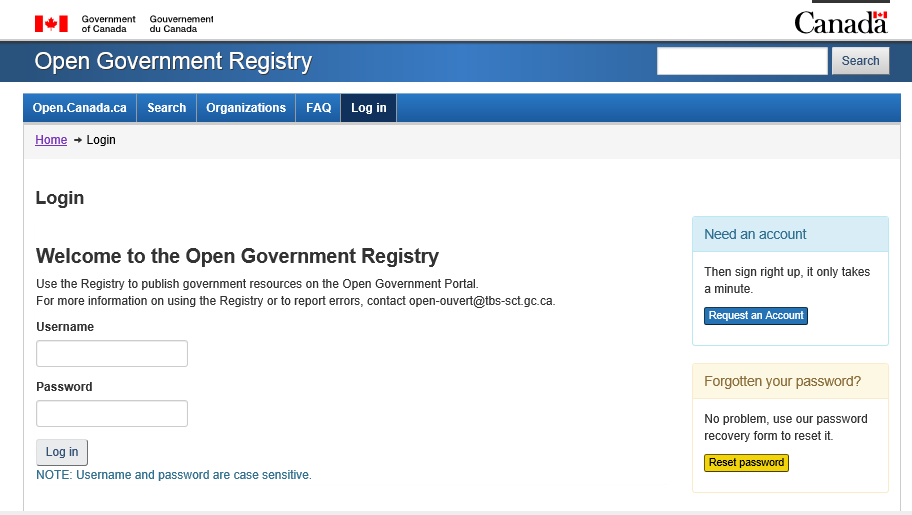 Government of Canada
Gouvernement du Canada
Canada
Open Government Registry
Search
Open.Canada.ca Search Organizations FAQ Log in
Home → Login
Login
Welcome to the Open Government Registry
Use the Registry to publish government resources on the Open Government Portal.
For more information on using the Registry or to report errors, contact open-ouvert@tbs-sct.gc.ca.
Username
Password
Log in
NOTE: Username and password are case sensitive.
Need an account
Then sign right up, it only takes
a minute.
Request an Account
Forgotten your password?
No problem, use our password
recovery form to reset it.
Reset password